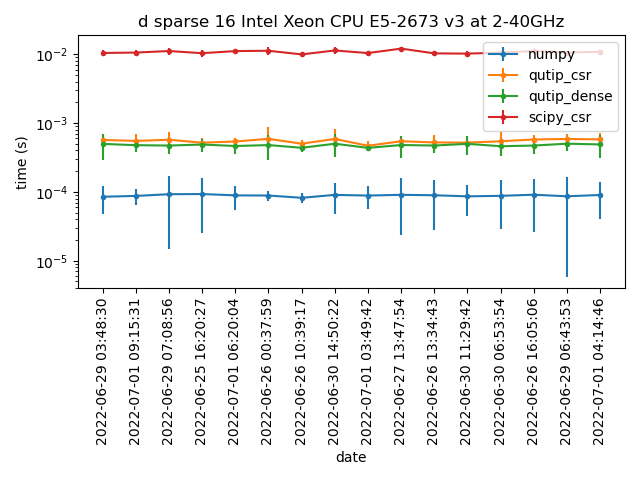 d sparse 16 Intel Xeon CPU E5-2673 v3 at 2-40GHz
time (s)
10⁻²
10⁻³
10⁻⁴
10⁻⁵
numpy
qutip_csr
qutip_dense
scipy_csr
2022-06-29 03:48:30
2022-07-01 09:15:31
2022-06-29 07:08:56
2022-06-25 16:20:27
2022-07-01 06:20:04
2022-06-26 00:37:59
2022-06-26 10:39:17
2022-06-30 14:50:22
2022-07-01 03:49:42
2022-06-27 13:47:54
2022-06-26 13:34:43
2022-06-30 11:29:42
2022-06-30 06:53:54
2022-06-26 16:05:06
2022-06-29 06:43:53
2022-07-01 04:14:46
date